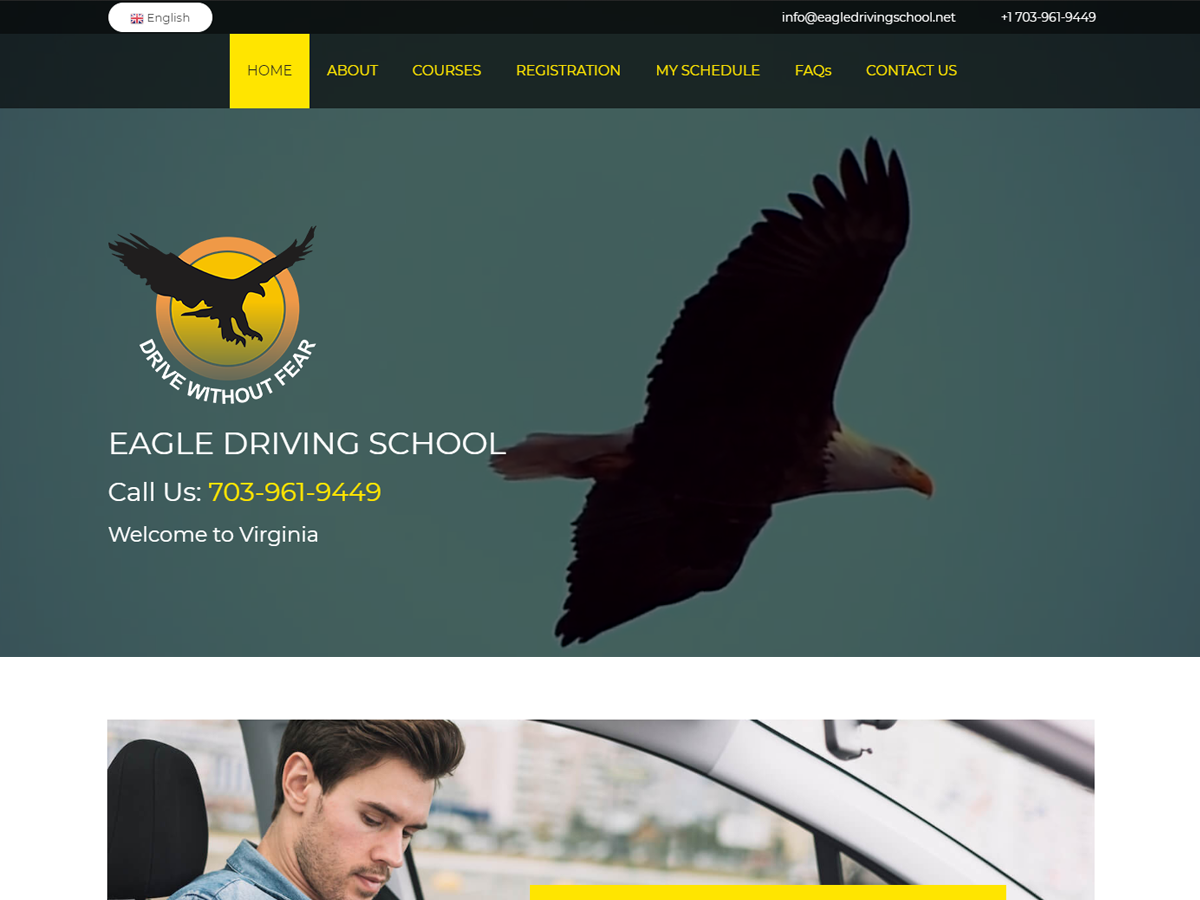 English
info@eagledrivingschool.net
+1 703-961-9449
HOME
ABOUT
COURSES
REGISTRATION
MY SCHEDULE
FAQs
CONTACT US
DRIVE WITHOUT FEAR
EAGLE DRIVING SCHOOL
Call Us: 703-961-9449
Welcome to Virginia